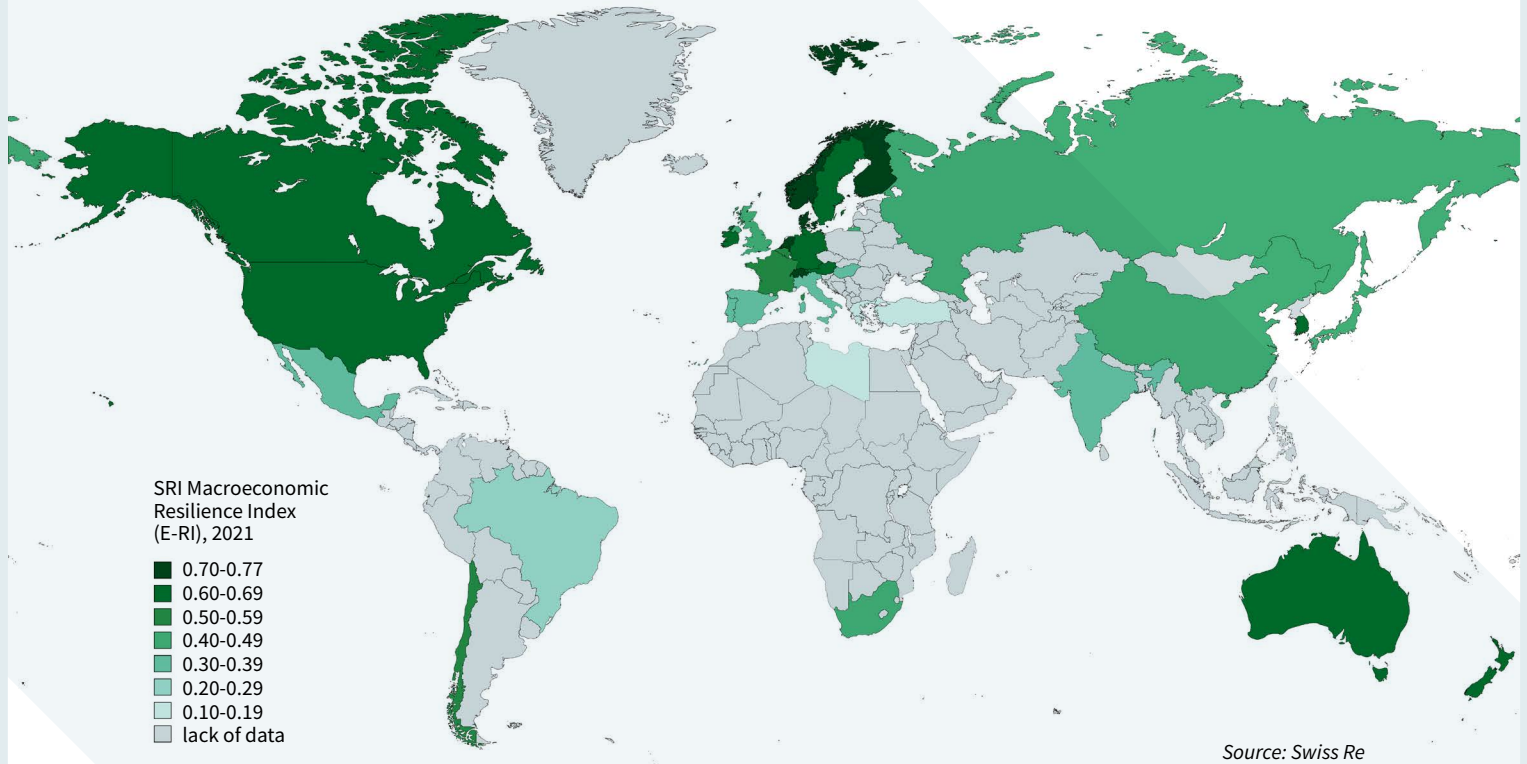 SRI Macroeconomic
Resilience Index
(E-RI), 2021
0.70-0.77
0.60-0.69
0.50-0.59
0.40-0.49
0.30-0.39
0.20-0.29
0.10-0.19
lack of data
Source: Swiss Re